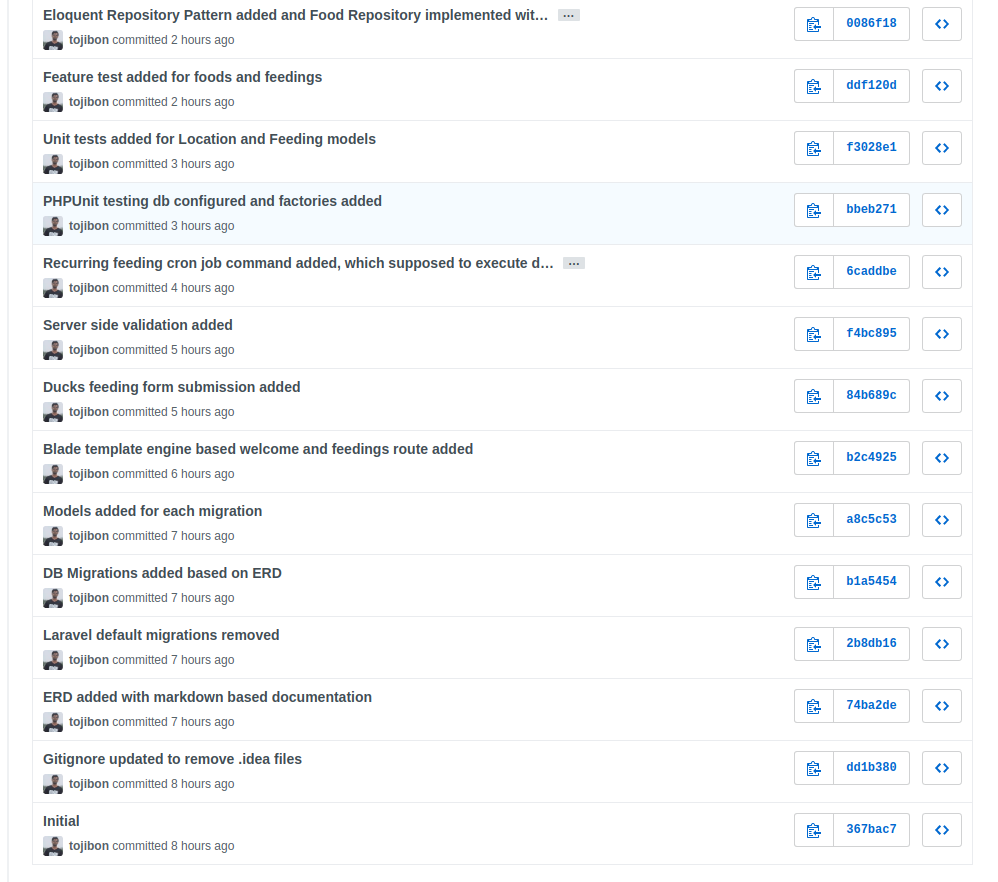 Eloquent Repository Pattern added and Food Repository implemented wit… …
0086f18
tojibon committed 2 hours ago
Feature test added for foods and feedings
ddf120d
tojibon committed 2 hours ago
Unit tests added for Location and Feeding models
f3028e1
tojibon committed 3 hours ago
PHPUnit testing db configured and factories added
bbeb271
tojibon committed 3 hours ago
Recurring feeding cron job command added, which supposed to execute d… …
6caddbe
tojibon committed 4 hours ago
Server side validation added
f4bc895
tojibon committed 5 hours ago
Ducks feeding form submission added
84b689c
tojibon committed 5 hours ago
Blade template engine based welcome and feedings route added
b2c4925
tojibon committed 6 hours ago
Models added for each migration
a8c5c53
tojibon committed 7 hours ago
DB Migrations added based on ERD
b1a5454
tojibon committed 7 hours ago
Laravel default migrations removed
2b8db16
tojibon committed 7 hours ago
ERD added with markdown based documentation
74ba2de
tojibon committed 7 hours ago
Gitignore updated to remove .idea files
dd1b380
tojibon committed 8 hours ago
Initial
367bac7
tojibon committed 8 hours ago